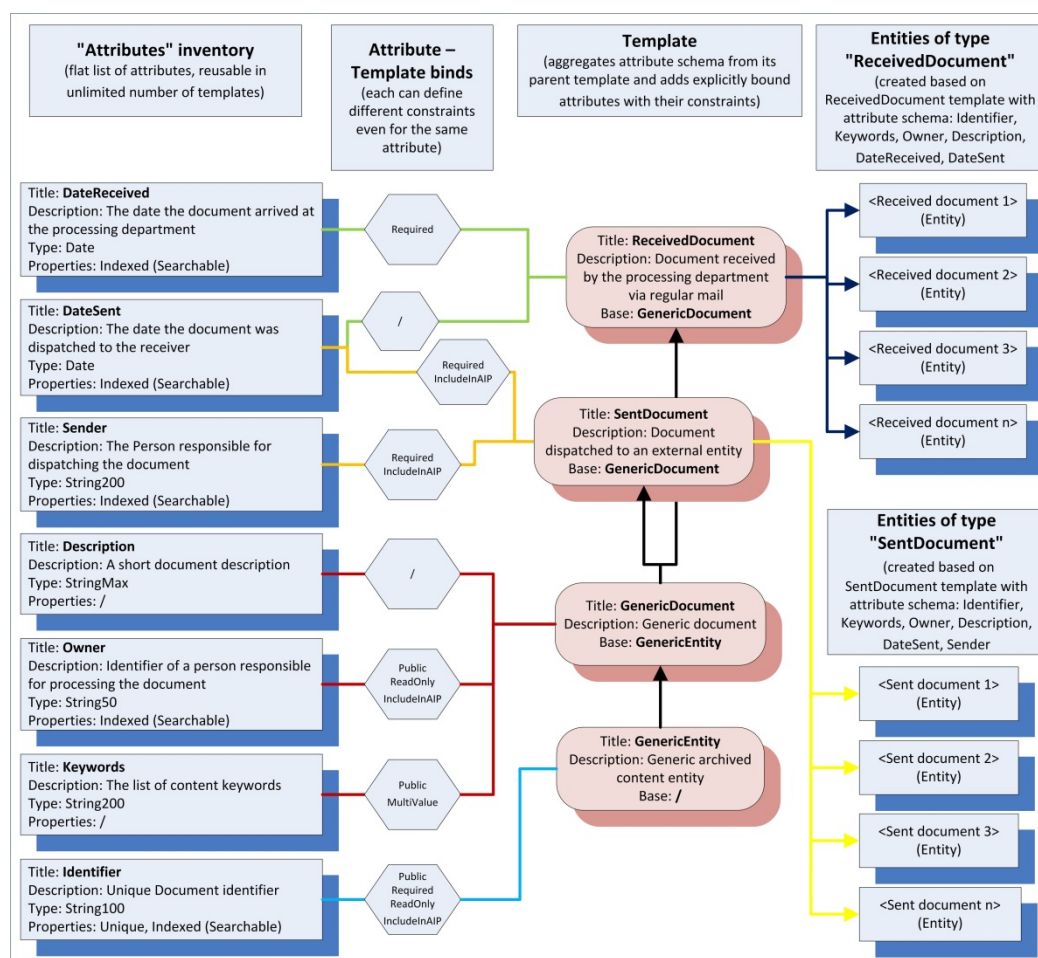 "Attributes" inventory
(flat list of attributes, reusable in
unlimited number of templates)
Attribute –
Template binds
(each can define
different constraints
even for the same
attribute)
Template
(aggregates attribute schema from its
parent template and adds explicitly bound
attributes with their constraints)
Entities of type
"ReceivedDocument"
(created based on
ReceivedDocument template with
attribute schema: Identifier,
Keywords, Owner, Description,
DateReceived, DateSent
Title: DateReceived
Description: The date the document arrived at
the processing department
Type: Date
Properties: Indexed (Searchable)
Required
Title: DateSent
Description: The date the document was
dispatched to the receiver
Type: Date
Properties: Indexed (Searchable)
/
Required
IncludeInAIP
Title: Sender
Description: The Person responsible for
dispatching the document
Type: String200
Properties: Indexed (Searchable)
Required
IncludeInAIP
Title: Description
Description: A short document description
Type: StringMax
Properties: /
/
Title: Owner
Description: Identifier of a person responsible
for processing the document
Type: String50
Properties: Indexed (Searchable)
Public
ReadOnly
IncludeInAIP
Title: Keywords
Description: The list of content keywords
Type: String200
Properties: /
Public
MultiValue
Title: Identifier
Description: Unique Document identifier
Type: String100
Properties: Unique, Indexed (Searchable)
Public
Required
ReadOnly
IncludeInAIP
Title: ReceivedDocument
Description: Document received
by the processing department
via regular mail
Base: GenericDocument
Title: SentDocument
Description: Document
dispatched to an external entity
Base: GenericDocument
Title: GenericDocument
Description: Generic document
Base: GenericEntity
Title: GenericEntity
Description: Generic archived
content entity
Base: /
<Received document 1>
(Entity)
<Received document 2>
(Entity)
<Received document 3>
(Entity)
<Received document n>
(Entity)
Entities of type
"SentDocument"
(created based on
SentDocument template with
attribute schema: Identifier,
Keywords, Owner, Description,
DateSent, Sender
<Sent document 1>
(Entity)
<Sent document 2>
(Entity)
<Sent document 3>
(Entity)
<Sent document n>
(Entity)